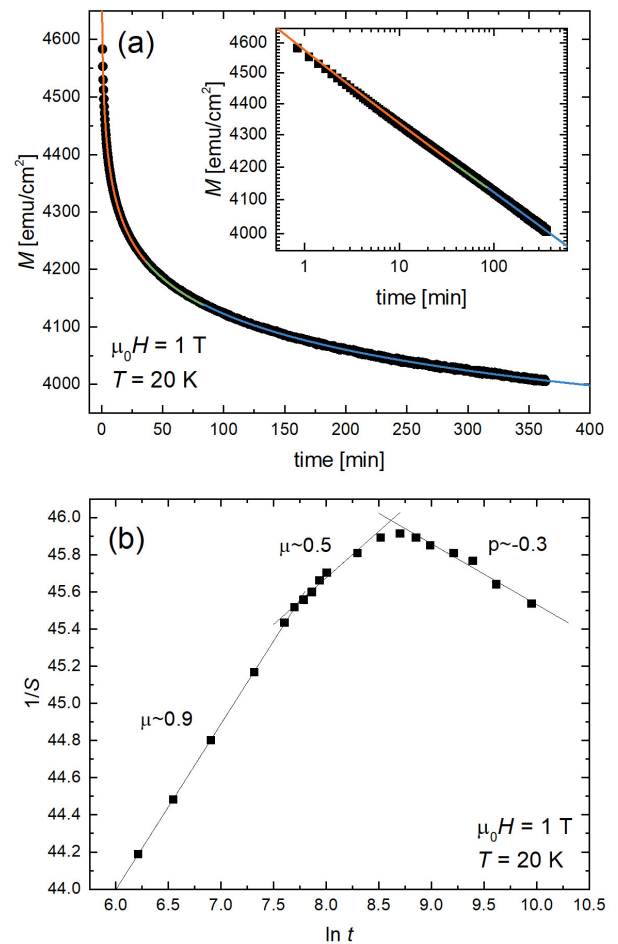 (a)
4600
4500
4400
4300
4200
4100
4000
M [emu/cm²]
0 50 100 150 200 250 300 350 400
time [min]
μ₀H = 1 T
T = 20 K
4600
4500
4400
4300
4200
4100
4000
M [emu/cm²]
1 10 100
time [min]
(b)
46.0
45.8
45.6
45.4
45.2
45.0
44.8
44.6
44.4
44.2
44.0
1/S
μ~0.5
p~-0.3
μ~0.9
μ₀H = 1 T
T = 20 K
6.0 6.5 7.0 7.5 8.0 8.5 9.0 9.5 10.0 10.5
ln t